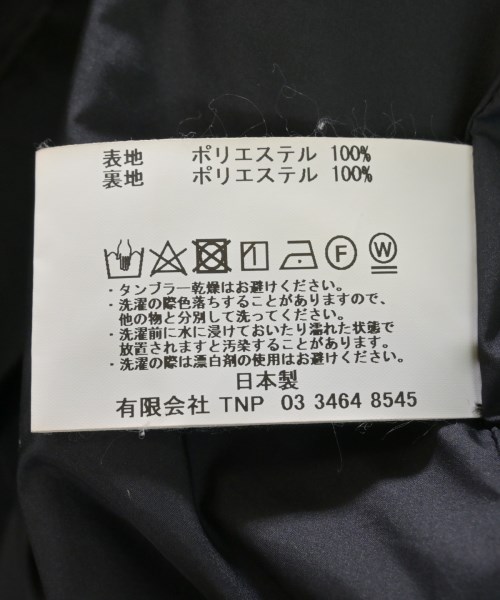 表地 ポリエステル 100%
裏地 ポリエステル 100%
F W
・タンブラー乾燥はお避けください。
・洗濯の際色落ちすることがありますので、
他の物と分別して洗ってください。
・洗濯前に水に浸けておいたり濡れた状態で
放置されますと汚染することがあります。
・洗濯の際は漂白剤の使用はお避けください。
日本製
有限会社 TNP 03 3464 8545